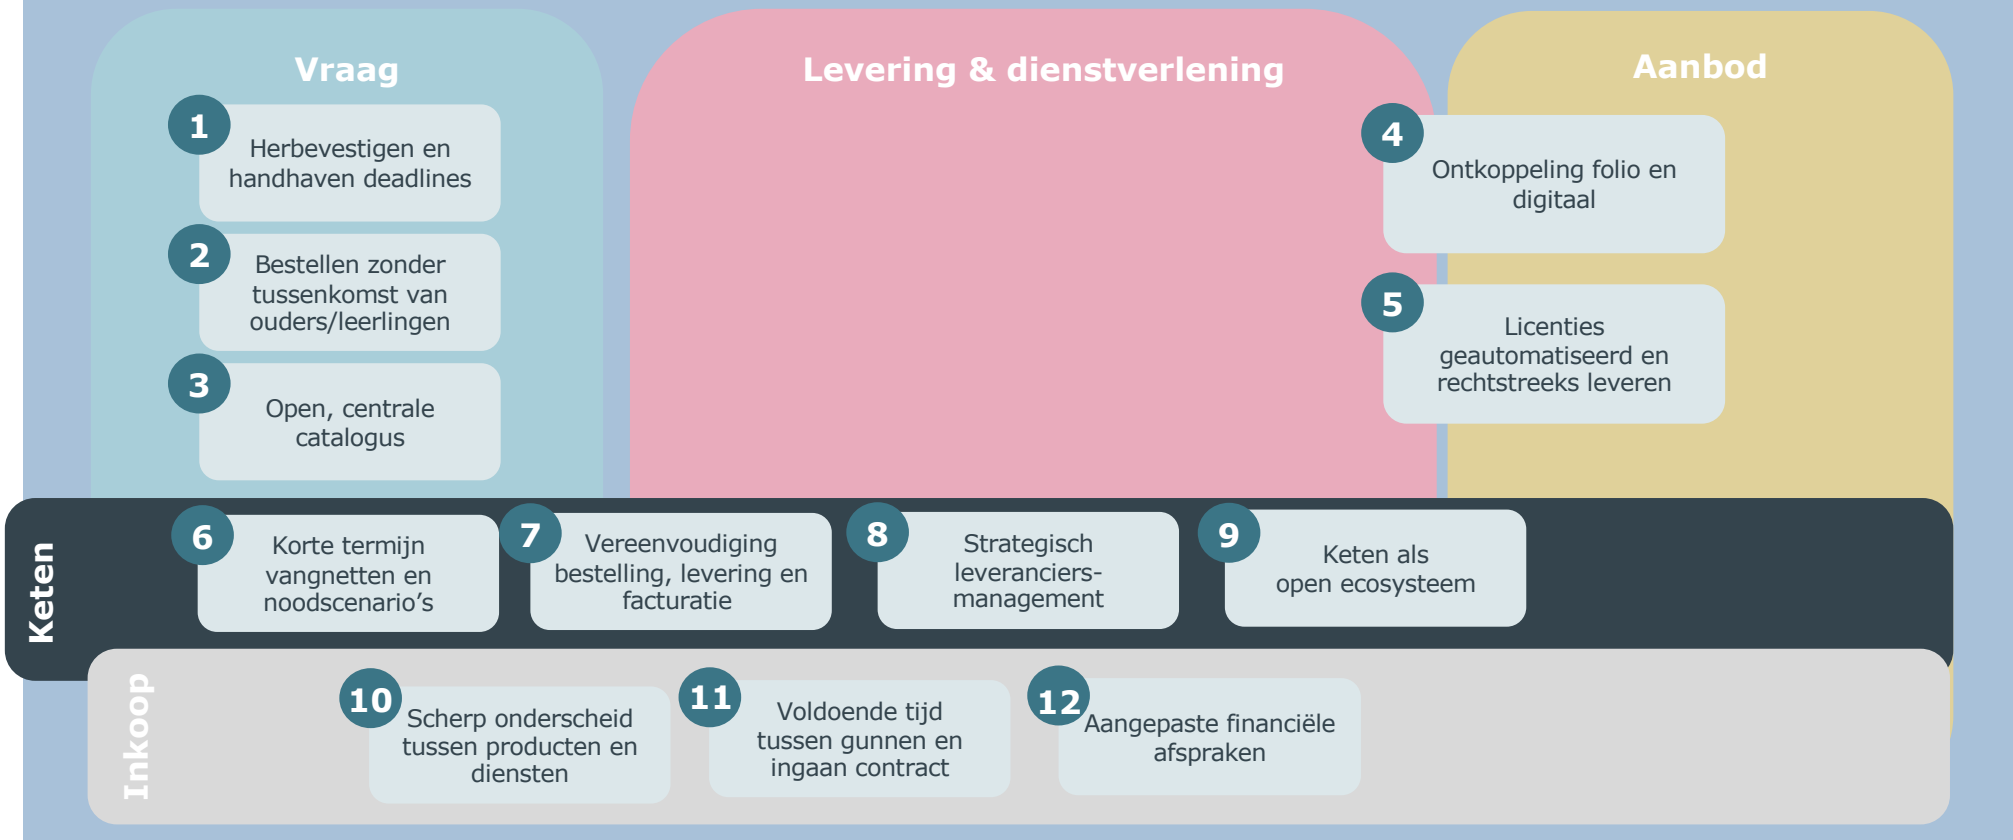 Vraag
1
Herbevestigen en
handhaven deadlines
2
Bestellen zonder
tussenkomst van
ouders/leerlingen
3
Open, centrale
catalogus
Levering & dienstverlening
Aanbod
4
Ontkoppeling folio en
digitaal
5
Licenties
geautomatiseerd en
rechtstreeks leveren
Keten
6
Korte termijn
vangnetten en
noodscenario’s
7
Vereenvoudiging
bestelling, levering en
facturatie
8
Strategisch
leveranciers-
management
9
Keten als
open ecosysteem
Inkoop
10
Scherp onderscheid
tussen producten en
diensten
11
Voldoende tijd
tussen gunnen en
ingaan contract
12
Aangepaste financiële
afspraken